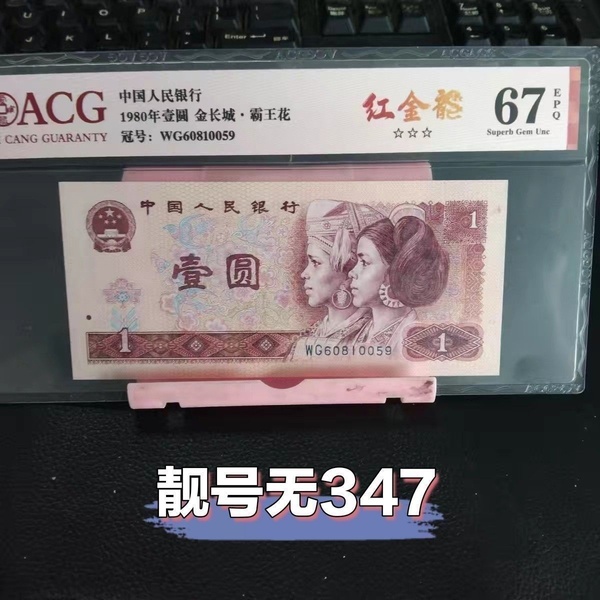 ACG
CANG GUARANTY
中国人民银行
1980年壹圆 金长城·霸王花
冠号: WG60810059
红金龙
☆☆☆
67
EPQ
Superb Gem Unc
中国人民银行
1
壹圆
1
WG60810059
1
靓号无347